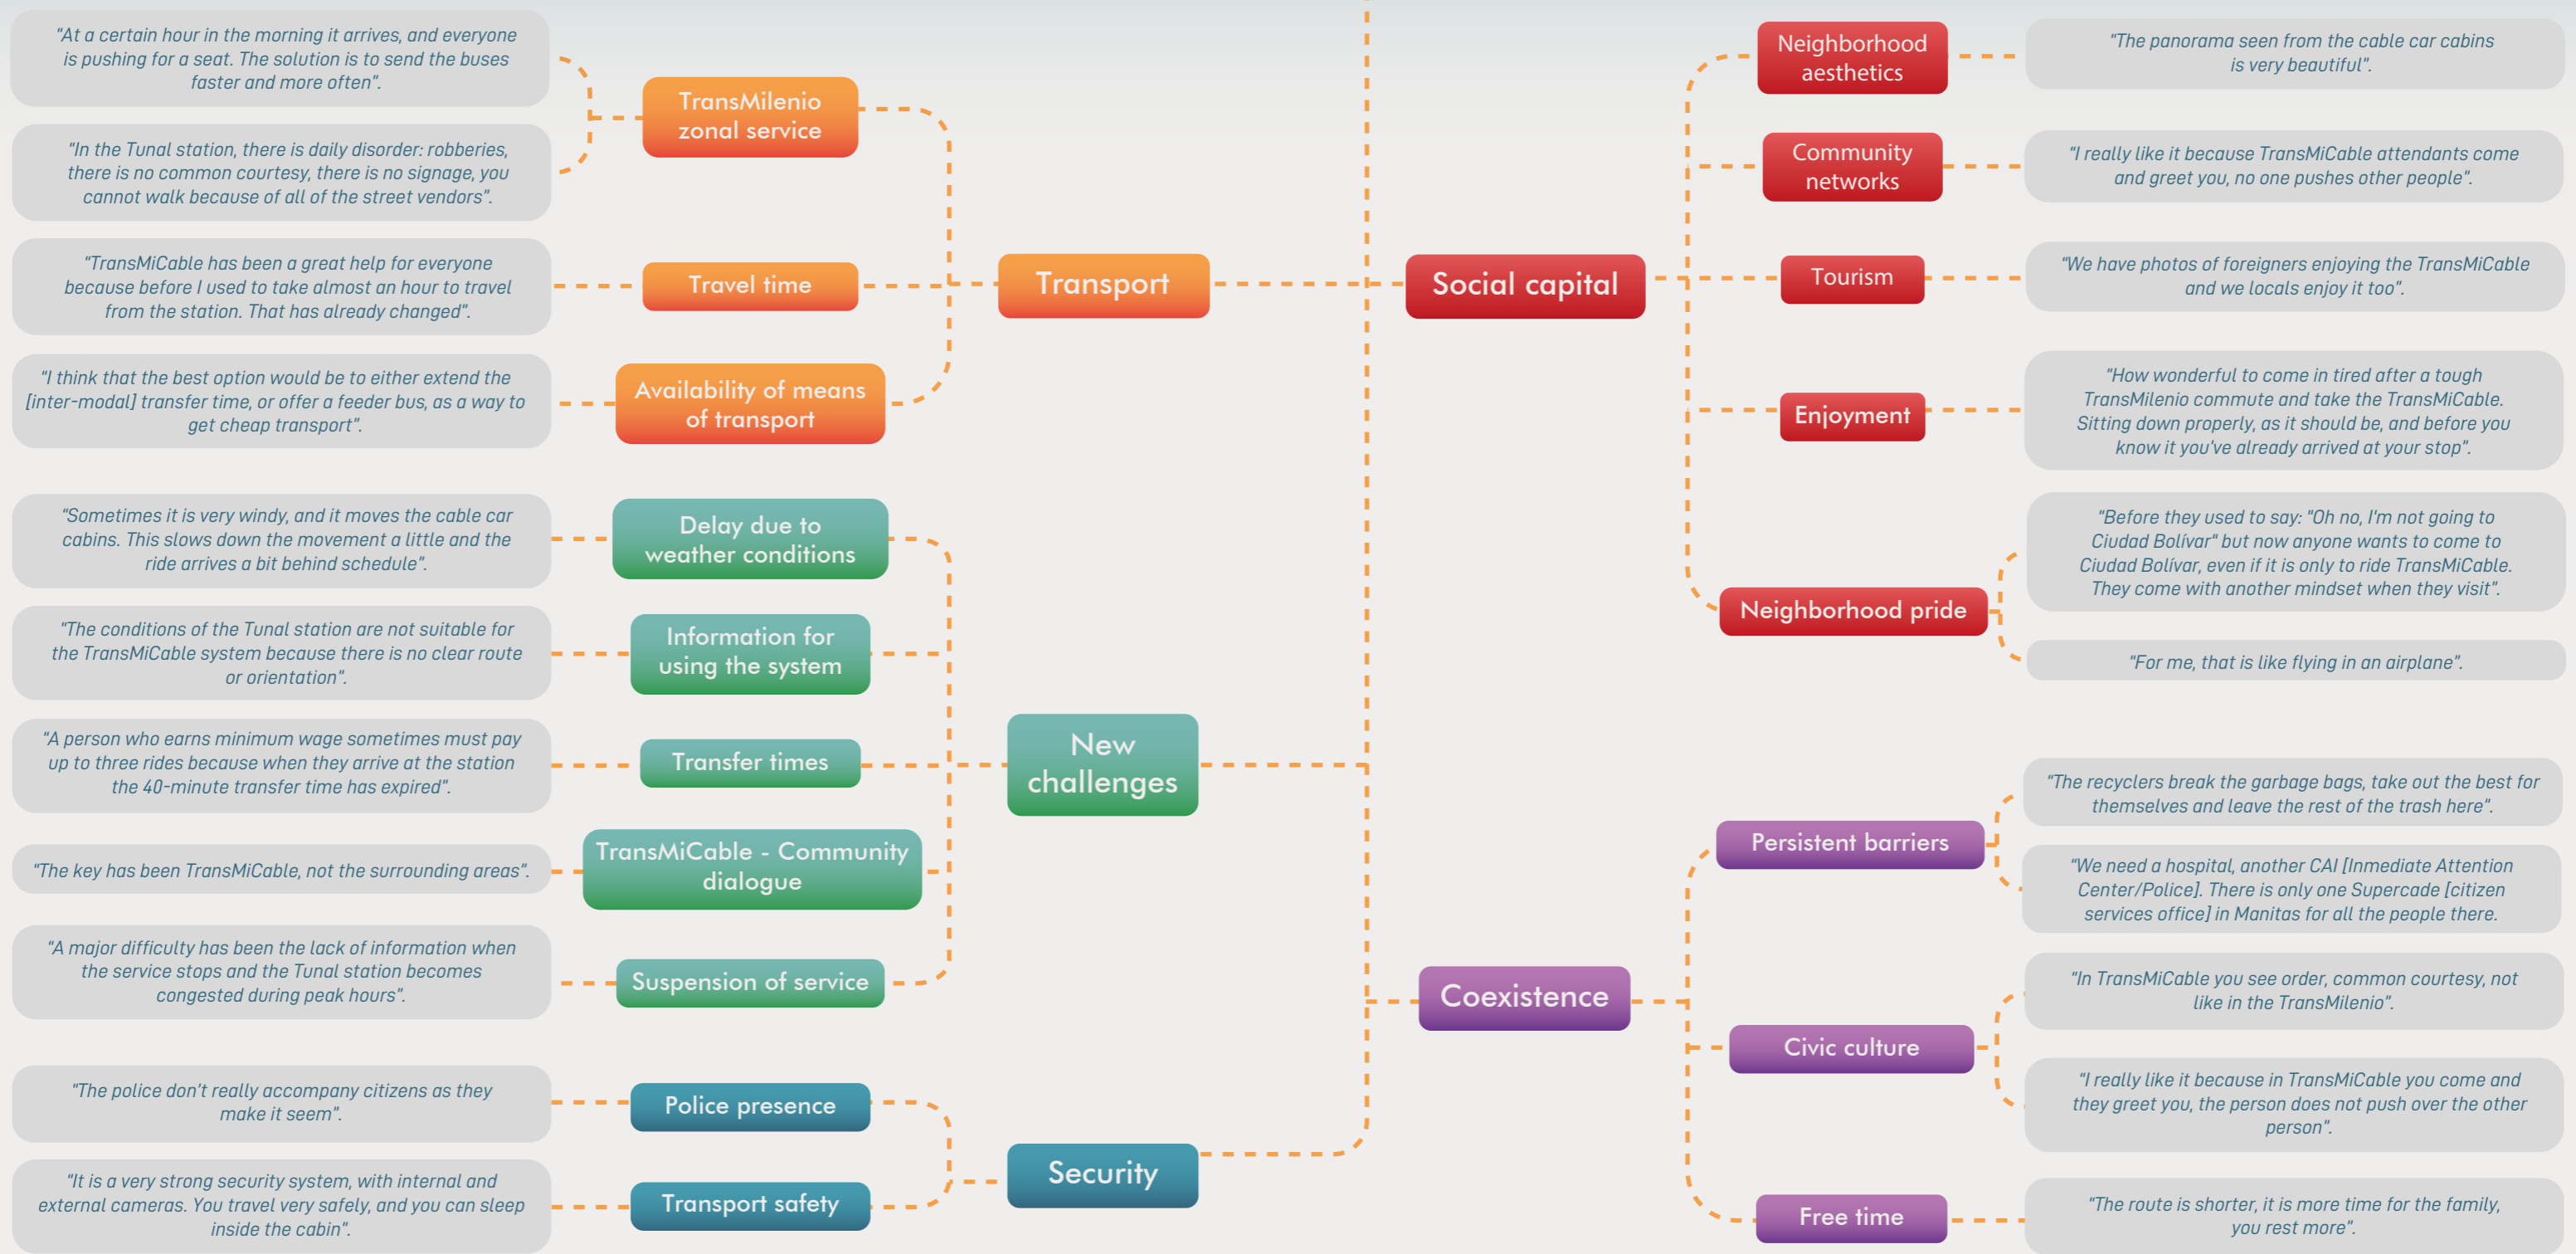 "At a certain hour in the morning it arrives, and everyone
is pushing for a seat. The solution is to send the buses
faster and more often".
"In the Tunal station, there is daily disorder: robberies,
there is no common courtesy, there is no signage, you
cannot walk because of all of the street vendors".
TransMilenio
zonal service
"TransMiCable has been a great help for everyone
because before I used to take almost an hour to travel
from the station. That has already changed".
Travel time
"I think that the best option would be to either extend the
[inter-modal] transfer time, or offer a feeder bus, as a way to
get cheap transport".
Availability of means
of transport
Transport
"Sometimes it is very windy, and it moves the cable car
cabins. This slows down the movement a little and the
ride arrives a bit behind schedule".
Delay due to
weather conditions
"The conditions of the Tunal station are not suitable for
the TransMiCable system because there is no clear route
or orientation".
Information for
using the system
"A person who earns minimum wage sometimes must pay
up to three rides because when they arrive at the station
the 40-minute transfer time has expired".
Transfer times
"The key has been TransMiCable, not the surrounding areas".
TransMiCable - Community
dialogue
"A major difficulty has been the lack of information when
the service stops and the Tunal station becomes
congested during peak hours".
Suspension of service
New
challenges
"The police don't really accompany citizens as they
make it seem".
Police presence
"It is a very strong security system, with internal and
external cameras. You travel very safely, and you can sleep
inside the cabin".
Transport safety
Security
Social capital
Neighborhood
aesthetics
"The panorama seen from the cable car cabins
is very beautiful".
Community
networks
"I really like it because TransMiCable attendants come
and greet you, no one pushes other people".
Tourism
"We have photos of foreigners enjoying the TransMiCable
and we locals enjoy it too".
Enjoyment
"How wonderful to come in tired after a tough
TransMilenio commute and take the TransMiCable.
Sitting down properly, as it should be, and before you
know it you've already arrived at your stop".
Neighborhood pride
"Before they used to say: "Oh no, I'm not going to
Ciudad Bolívar" but now anyone wants to come to
Ciudad Bolívar, even if it is only to ride TransMiCable.
They come with another mindset when they visit".
"For me, that is like flying in an airplane".
Coexistence
Persistent barriers
"The recyclers break the garbage bags, take out the best for
themselves and leave the rest of the trash here".
"We need a hospital, another CAI [Inmediate Attention
Center/Police]. There is only one Supercade [citizen
services office] in Manitas for all the people there.
Civic culture
"In TransMiCable you see order, common courtesy, not
like in the TransMilenio".
"I really like it because in TransMiCable you come and
they greet you, the person does not push over the other
person".
Free time
"The route is shorter, it is more time for the family,
you rest more".